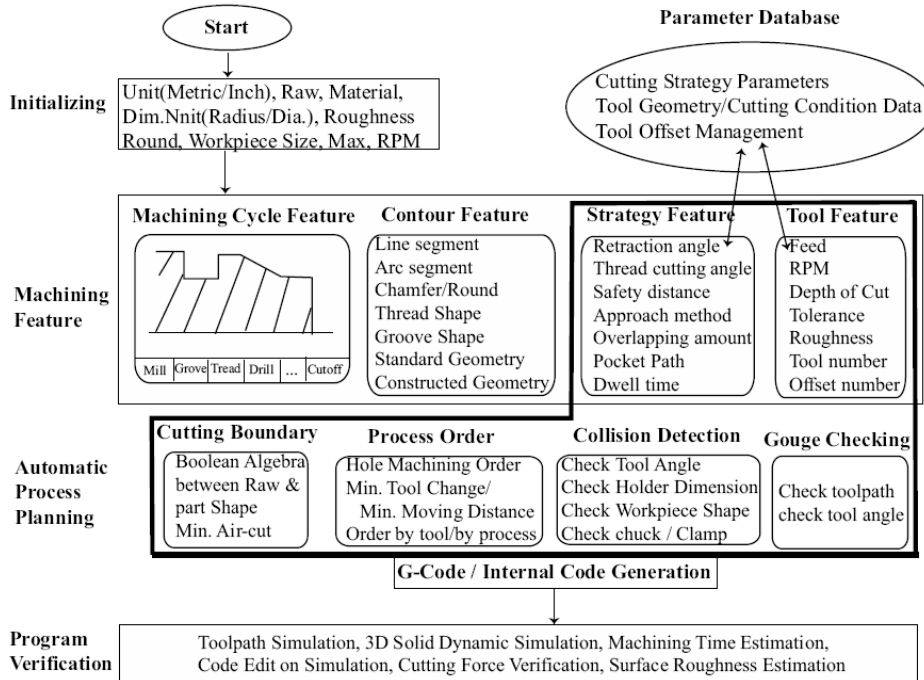 Start
Parameter Database
Initializing
Unit(Metric/Inch), Raw, Material,
Dim.Nnit(Radius/Dia.), Roughness
Round, Workpiece Size, Max, RPM
Cutting Strategy Parameters
Tool Geometry/Cutting Condition Data
Tool Offset Management
Machining
Feature
Machining Cycle Feature
Mill Grove Tread Drill ... Cutoff
Contour Feature
Line segment
Arc segment
Chamfer/Round
Thread Shape
Groove Shape
Standard Geometry
Constructed Geometry
Strategy Feature
Retraction angle
Thread cutting angle
Safety distance
Approach method
Overlapping amount
Pocket Path
Dwell time
Tool Feature
Feed
RPM
Depth of Cut
Tolerance
Roughness
Tool number
Offset number
Automatic
Process
Planning
Cutting Boundary
Boolean Algebra
between Raw &
part Shape
Min. Air-cut
Process Order
Hole Machining Order
Min. Tool Change/
Min. Moving Distance
Order by tool/by process
Collision Detection
Check Tool Angle
Check Holder Dimension
Check Workpiece Shape
Check chuck / Clamp
Gouge Checking
Check toolpath
check tool angle
G-Code / Internal Code Generation
Program
Verification
Toolpath Simulation, 3D Solid Dynamic Simulation, Machining Time Estimation,
Code Edit on Simulation, Cutting Force Verification, Surface Roughness Estimation